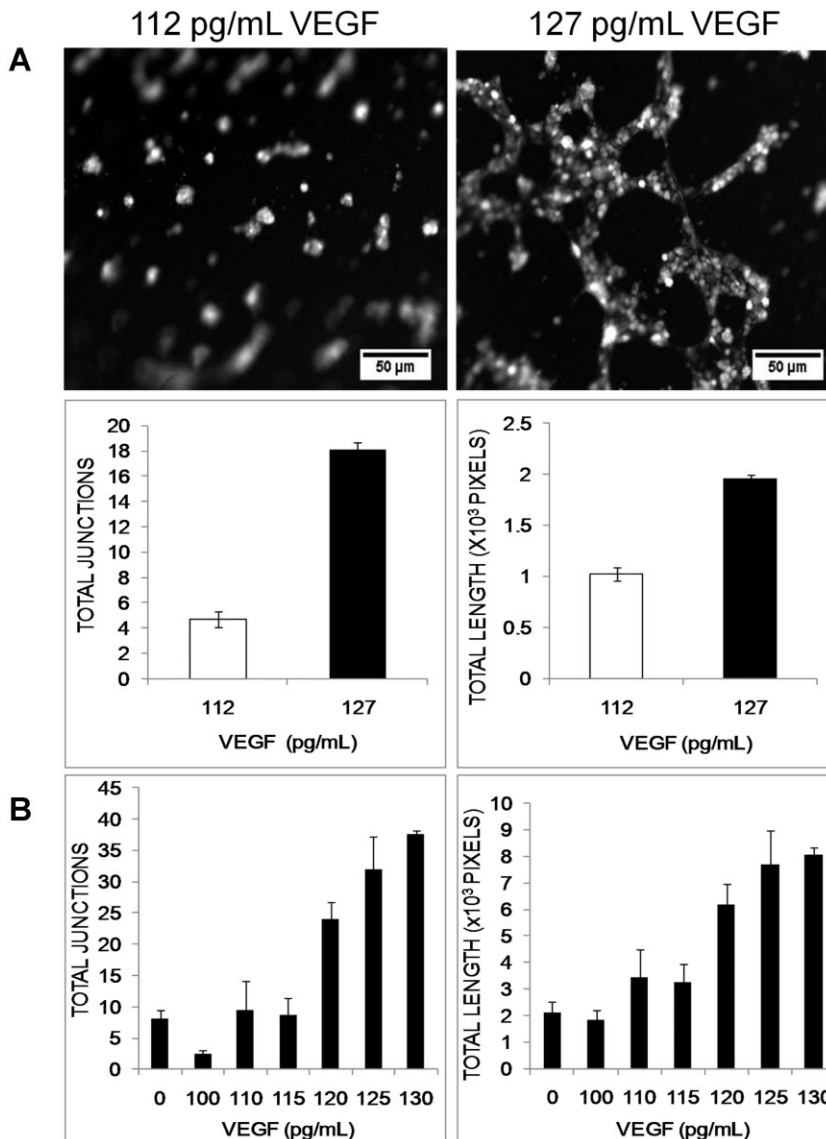 112 pg/mL VEGF
127 pg/mL VEGF
A
50 µm
50 µm
TOTAL JUNCTIONS
20
18
16
14
12
10
8
6
4
2
0
112
127
VEGF (pg/mL)
TOTAL LENGTH (X10³ PIXELS)
2.5
2
1.5
1
0.5
0
112
127
VEGF (pg/mL)
B
TOTAL JUNCTIONS
45
40
35
30
25
20
15
10
5
0
0 100 110 115 120 125 130
VEGF (pg/mL)
TOTAL LENGTH (x10³ PIXELS)
10
9
8
7
6
5
4
3
2
1
0
0 100 110 115 120 125 130
VEGF (pg/mL)